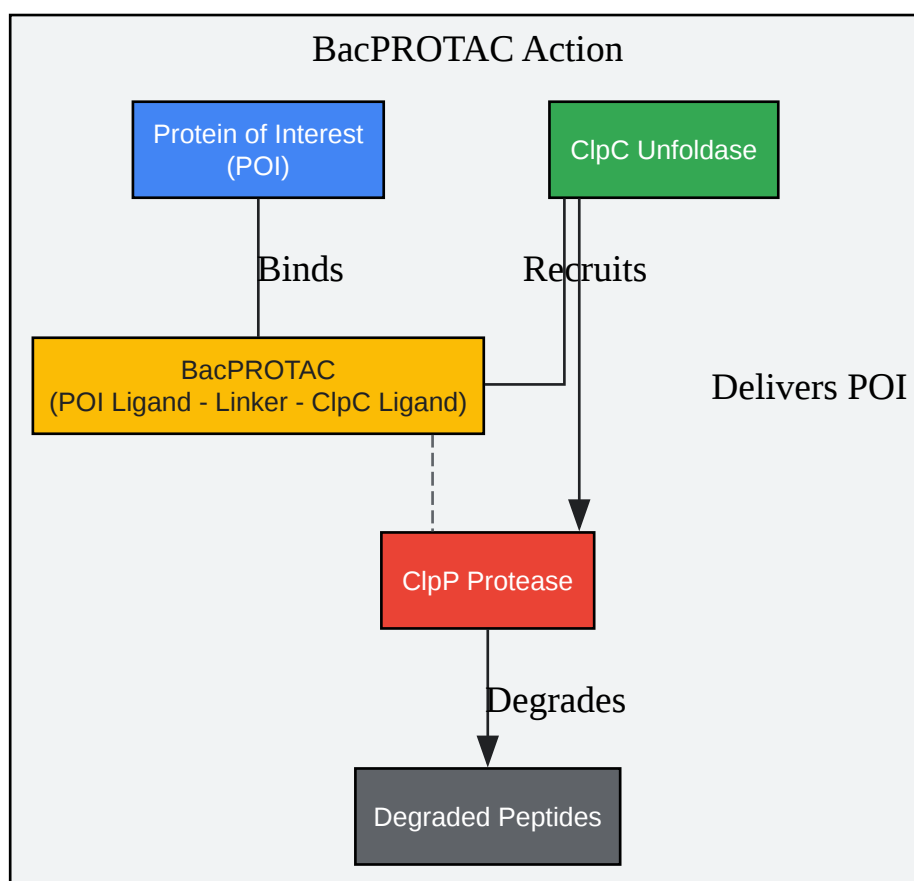 BacPROTAC Action
Protein of Interest
(POI)
ClpC Unfoldase
Binds
Recruits
BacPROTAC
(POI Ligand - Linker - ClpC Ligand)
Delivers POI
ClpP Protease
Degrades
Degraded Peptides